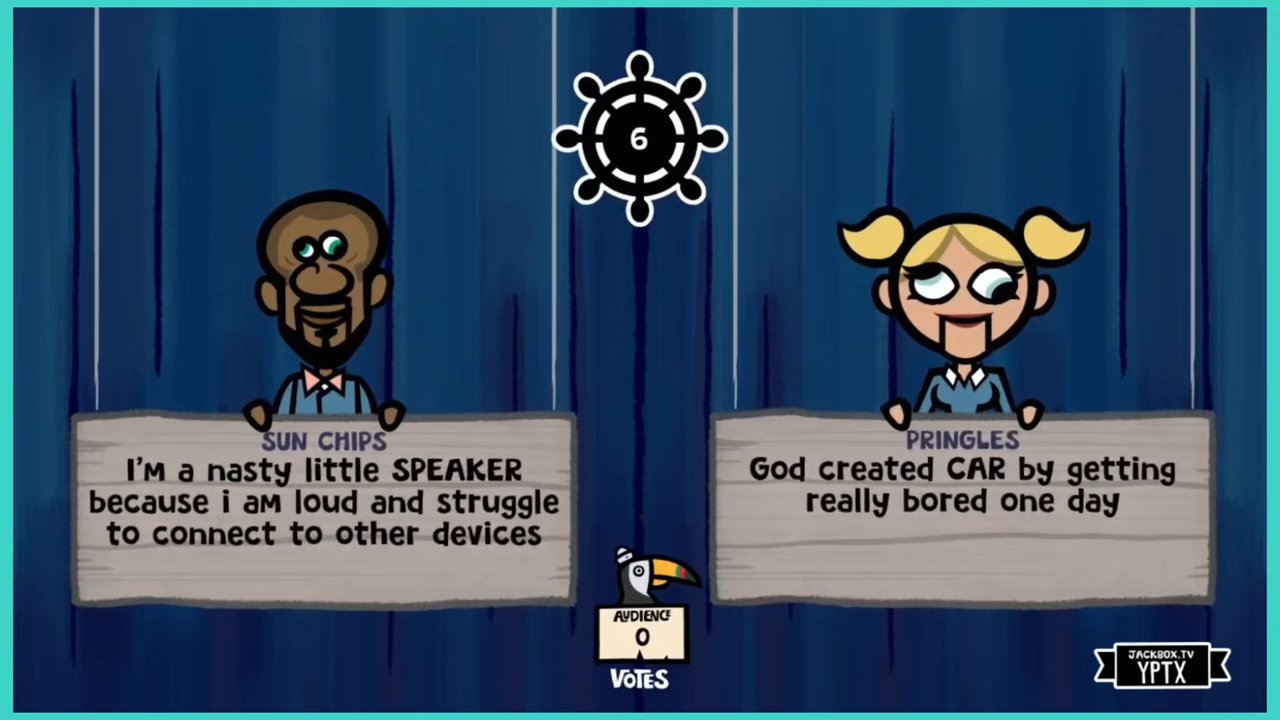 6
SUN CHIPS
I'M a nasty little SPEAKER
because i aM loud and struggle
to connect to other devices
PRINGLES
God created CAR by getting
really bored one day
AUDIENCE
0
VOTES
JACKBOX.TV
YPTX